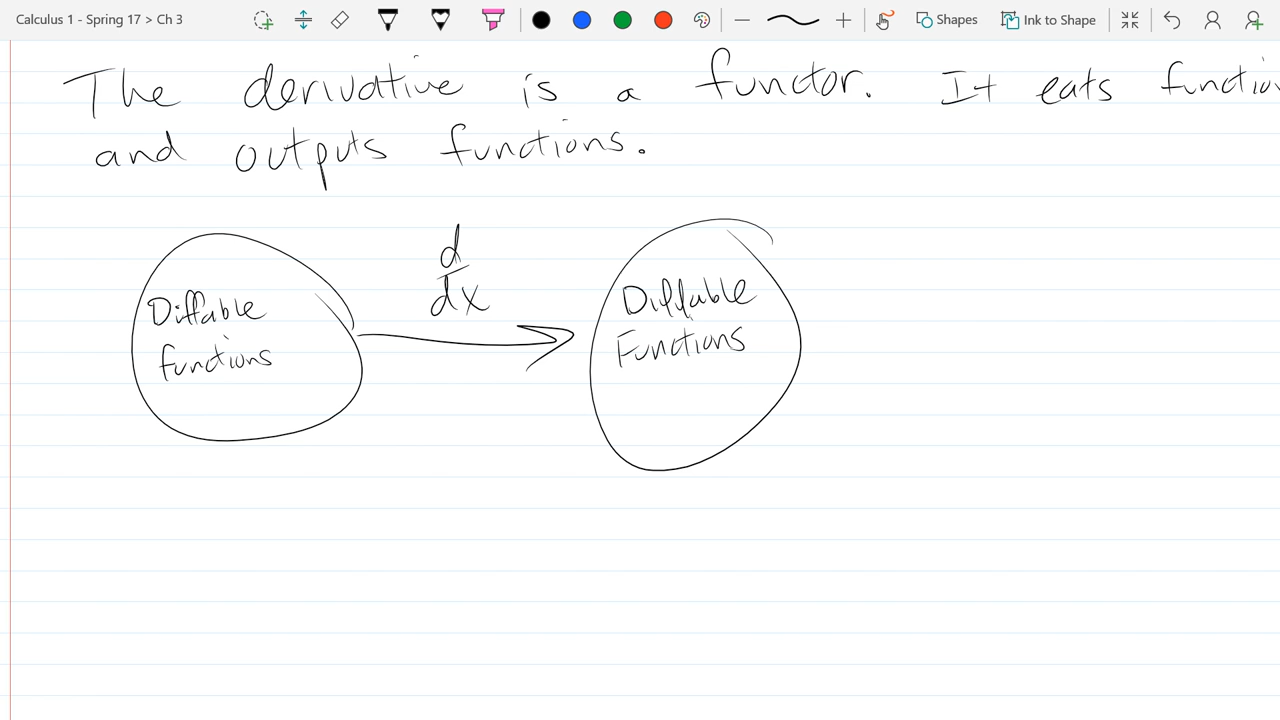 Calculus 1 - Spring 17 > Ch 3
Shapes
Ink to Shape
The derivative is a functor. It eats functio
and outputs functions.
d
dx
Diffable
functions
Diffable
Functions